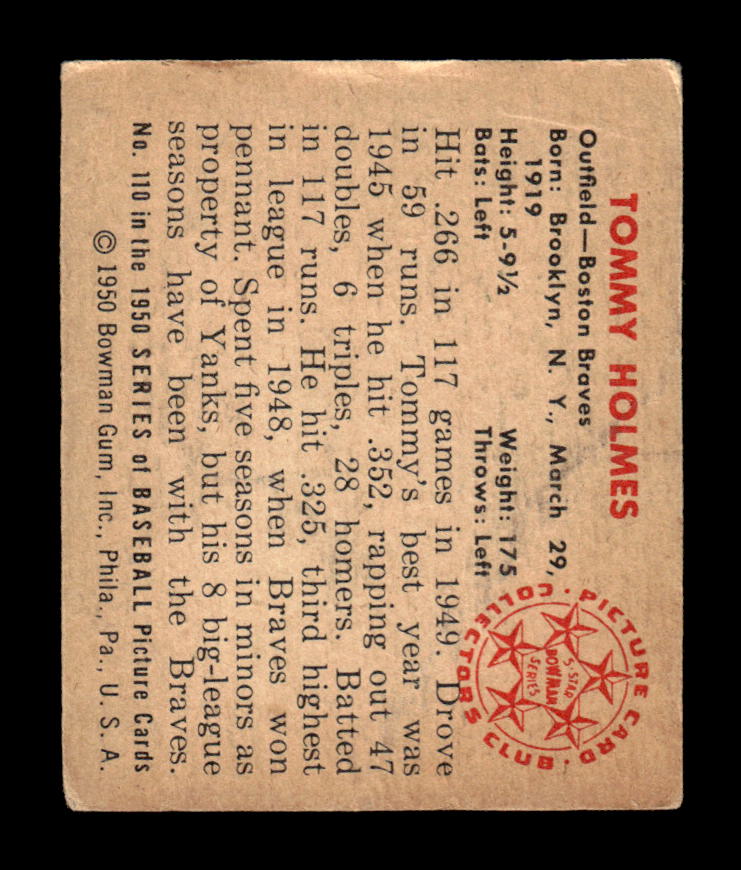 TOMMY HOLMES
Outfield—Boston Braves
Born: Brooklyn, N. Y., March 29,
1919
Height: 5-9½ Weight: 175
Bats: Left Throws: Left
Hit .266 in 117 games in 1949. Drove
in 59 runs. Tommy's best year was
1945 when he hit .352, rapping out 47
doubles, 6 triples, 28 homers. Batted
in 117 runs. He hit .325, third highest
in league in 1948, when Braves won
pennant. Spent five seasons in minors as
property of Yanks, but his 8 big-league
seasons have been with the Braves.
No. 110 in the 1950 SERIES of BASEBALL Picture Cards
© 1950 Bowman Gum, Inc., Phila., Pa., U. S. A.
· PICTURE CARD · COLLECTORS CLUB
5-STAR
BOWMAN
SERIES